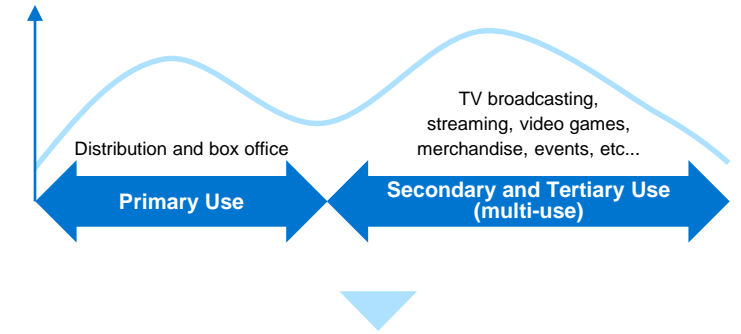 Distribution and box office
TV broadcasting,
streaming, video games,
merchandise, events, etc...
Primary Use
Secondary and Tertiary Use
(multi-use)